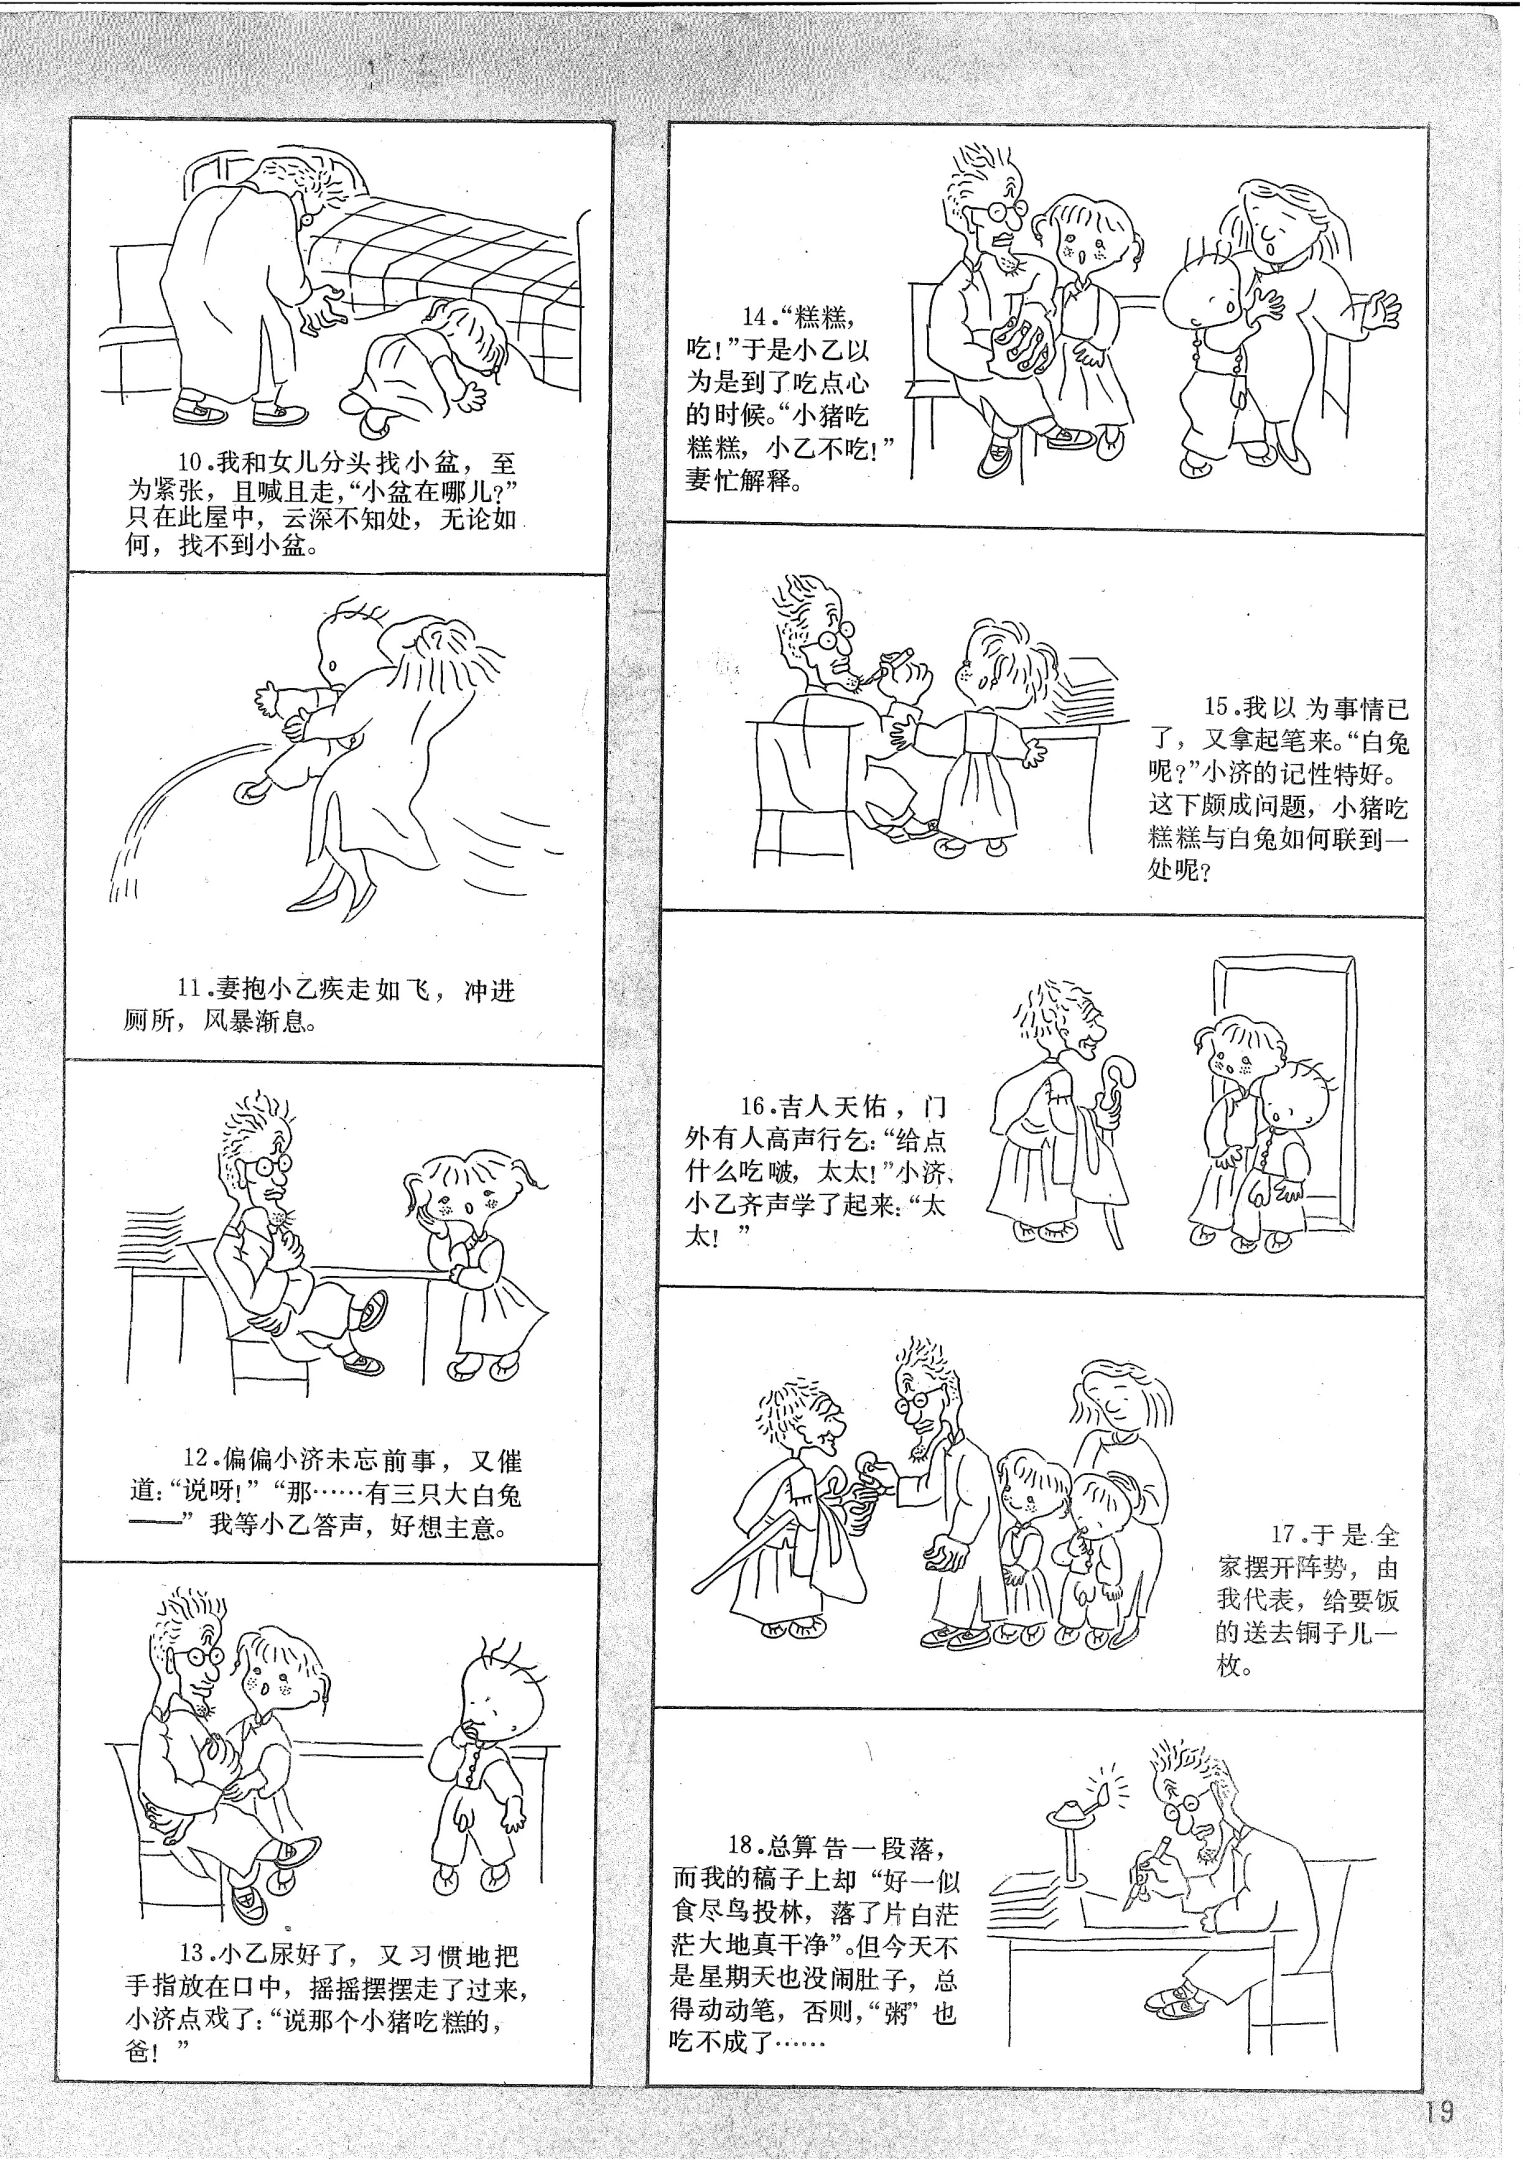 10.我和女儿分头找小盆，至
为紧张，且喊且走，“小盆在哪儿？”
只在此屋中，云深不知处，无论如
何，找不到小盆。
11.妻抱小乙疾走如飞，冲进
厕所，风暴渐息。
12.偏偏小济未忘前事，又催
道：“说呀！”“那……有三只大白兔
——”我等小乙答声，好想主意。
13.小乙尿好了，又习惯地把
手指放在口中，摇摇摆摆走了过来，
小济点戏了：“说那个小猪吃糕的，
爸！”
14.“糕糕，
吃！”于是小乙以
为是到了吃点心
的时候。“小猪吃
糕糕，小乙不吃！”
妻忙解释。
15.我以为事情已
了，又拿起笔来。“白兔
呢？”小济的记性特好。
这下颇成问题，小猪吃
糕糕与白兔如何联到一
处呢？
16.吉人天佑，门
外有人高声行乞：“给点
什么吃啵，太太！”小济、
小乙齐声学了起来：“太
太！”
17.于是全
家摆开阵势，由
我代表，给要饭
的送去铜子儿一
枚。
18.总算告一段落，
而我的稿子上却“好一似
食尽鸟投林，落了片白茫
茫大地真干净”。但今天不
是星期天也没闹肚子，总
得动动笔，否则，“粥”也
吃不成了……
19